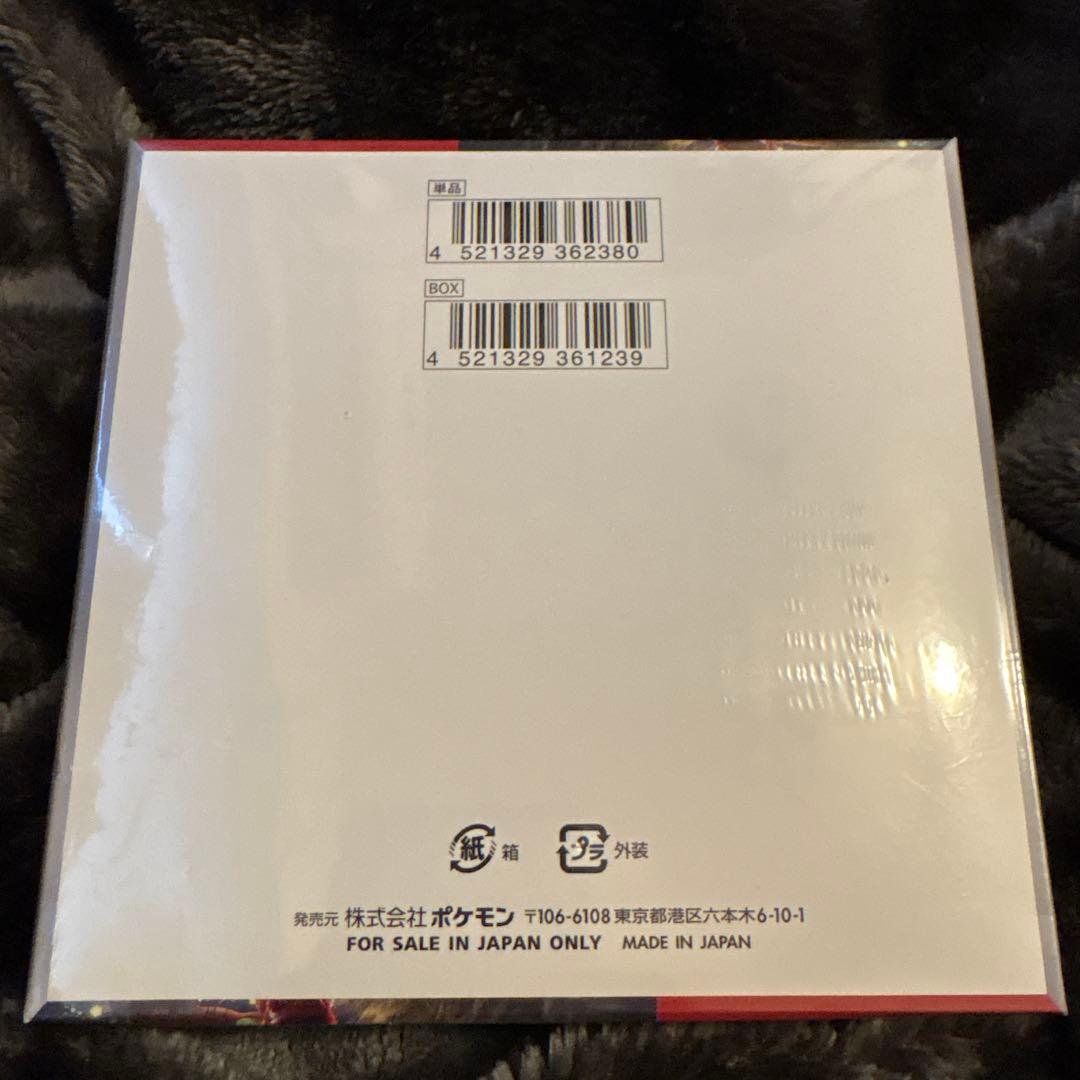 単品
4 521329 362380
BOX
4 521329 361239
紙 箱 プラ 外装
発売元 株式会社ポケモン 〒106-6108 東京都港区六本木6-10-1
FOR SALE IN JAPAN ONLY MADE IN JAPAN